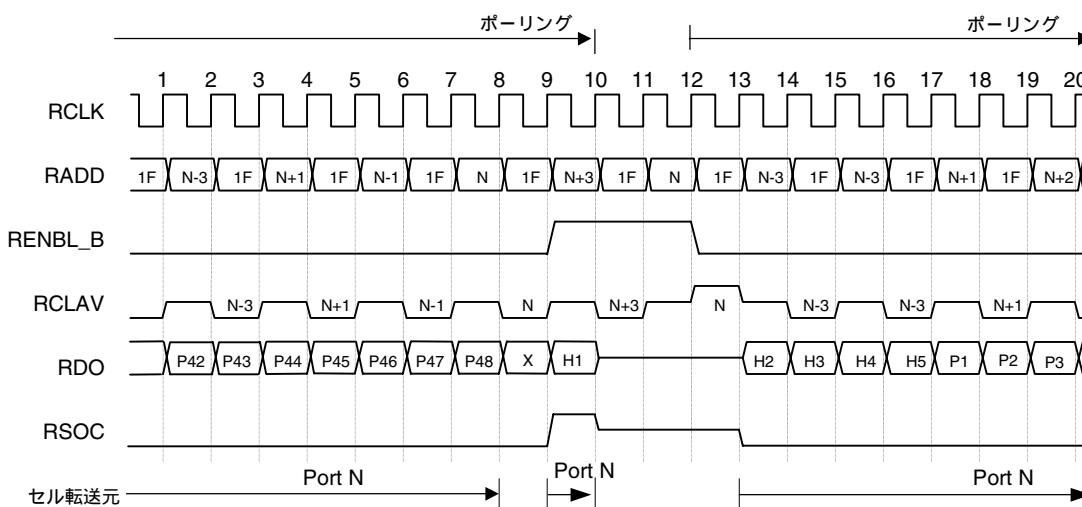 ポーリング ポーリング
1 2 3 4 5 6 7 8 9 10 11 12 13 14 15 16 17 18 19 20
RCLK
RADD 1F N-3 1F N+1 1F N-1 1F N 1F N+3 1F N 1F N-3 1F N-3 1F N+1 1F N+2
RENBL_B
RCLAV N-3 N+1 N-1 N N+3 N N-3 N-3 N+1
RDO P42 P43 P44 P45 P46 P47 P48 X H1 H2 H3 H4 H5 P1 P2 P3
RSOC
セル転送元 Port N Port N Port N